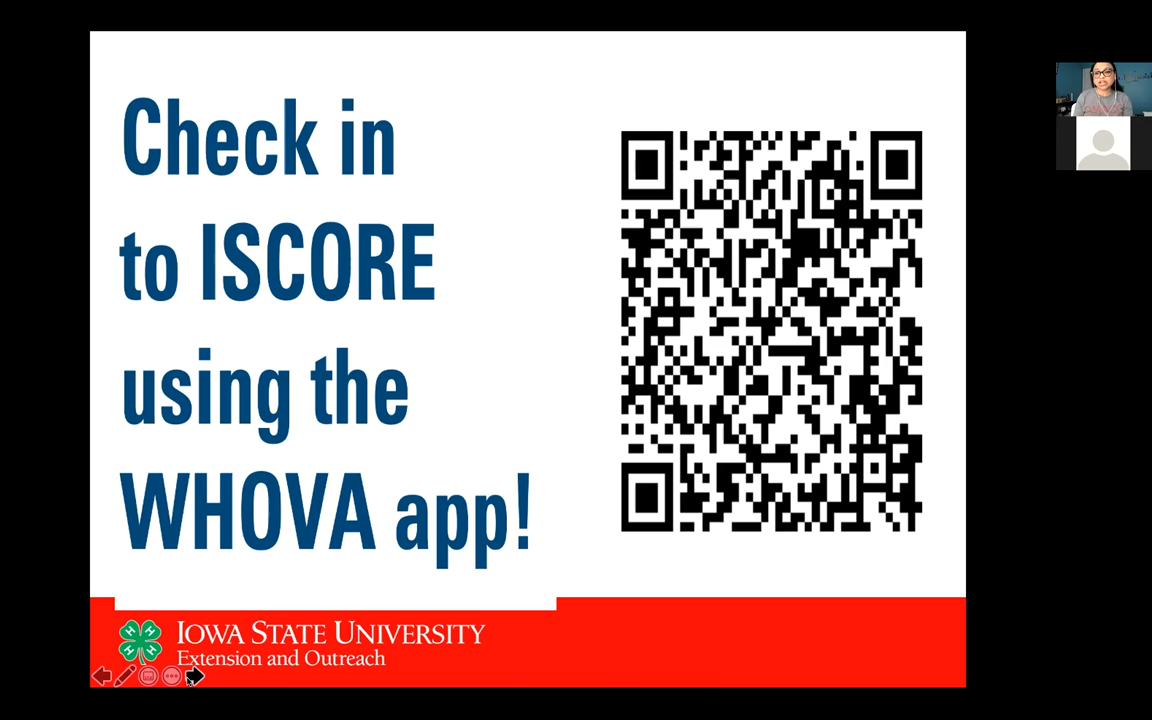 Check in
to ISCORE
using the
WHOVA app!
H H
H H
IOWA STATE UNIVERSITY
Extension and Outreach